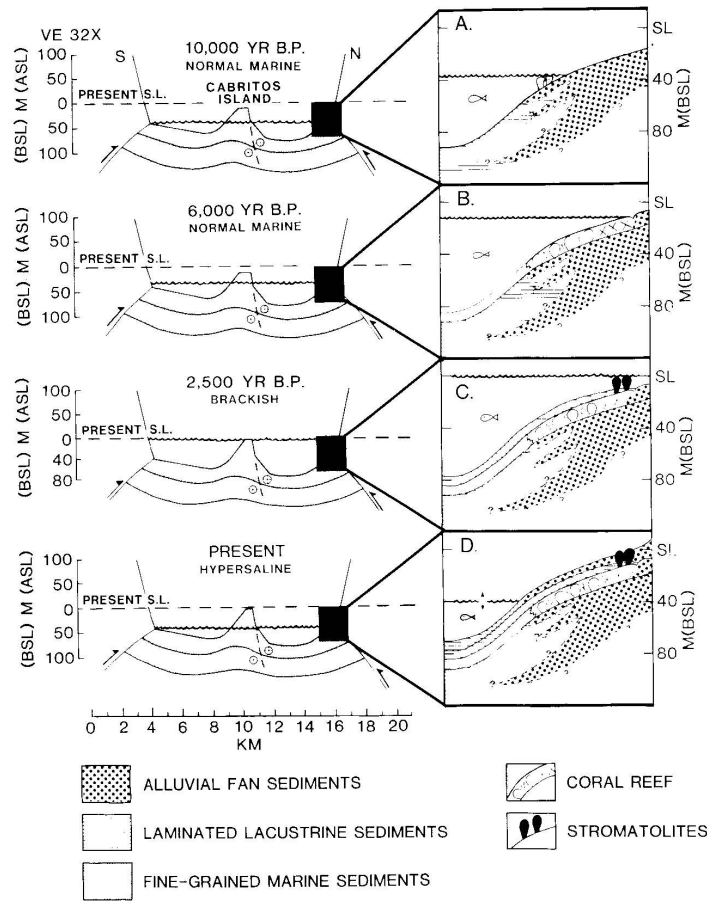 VE 32X
S
N
10,000 YR B.P.
NORMAL MARINE
CABRITOS
ISLAND
PRESENT S.L.
(BSL) M (ASL)
100
50
0
50
100
A.
SL
40
80
M(BSL)
?
?
6,000 YR B.P.
NORMAL MARINE
PRESENT S.L.
(BSL) M (ASL)
100
50
0
50
100
B.
SL
40
80
M(BSL)
?
?
2,500 YR B.P.
BRACKISH
PRESENT S.L.
(BSL) M (ASL)
100
50
0
40
80
C.
SL
40
80
M(BSL)
?
?
PRESENT
HYPERSALINE
PRESENT S.L.
(BSL) M (ASL)
100
50
0
50
100
D.
SL
40
80
M(BSL)
?
?
0 2 4 6 8 10 12 14 16 18 20
KM
ALLUVIAL FAN SEDIMENTS
LAMINATED LACUSTRINE SEDIMENTS
FINE-GRAINED MARINE SEDIMENTS
CORAL REEF
STROMATOLITES